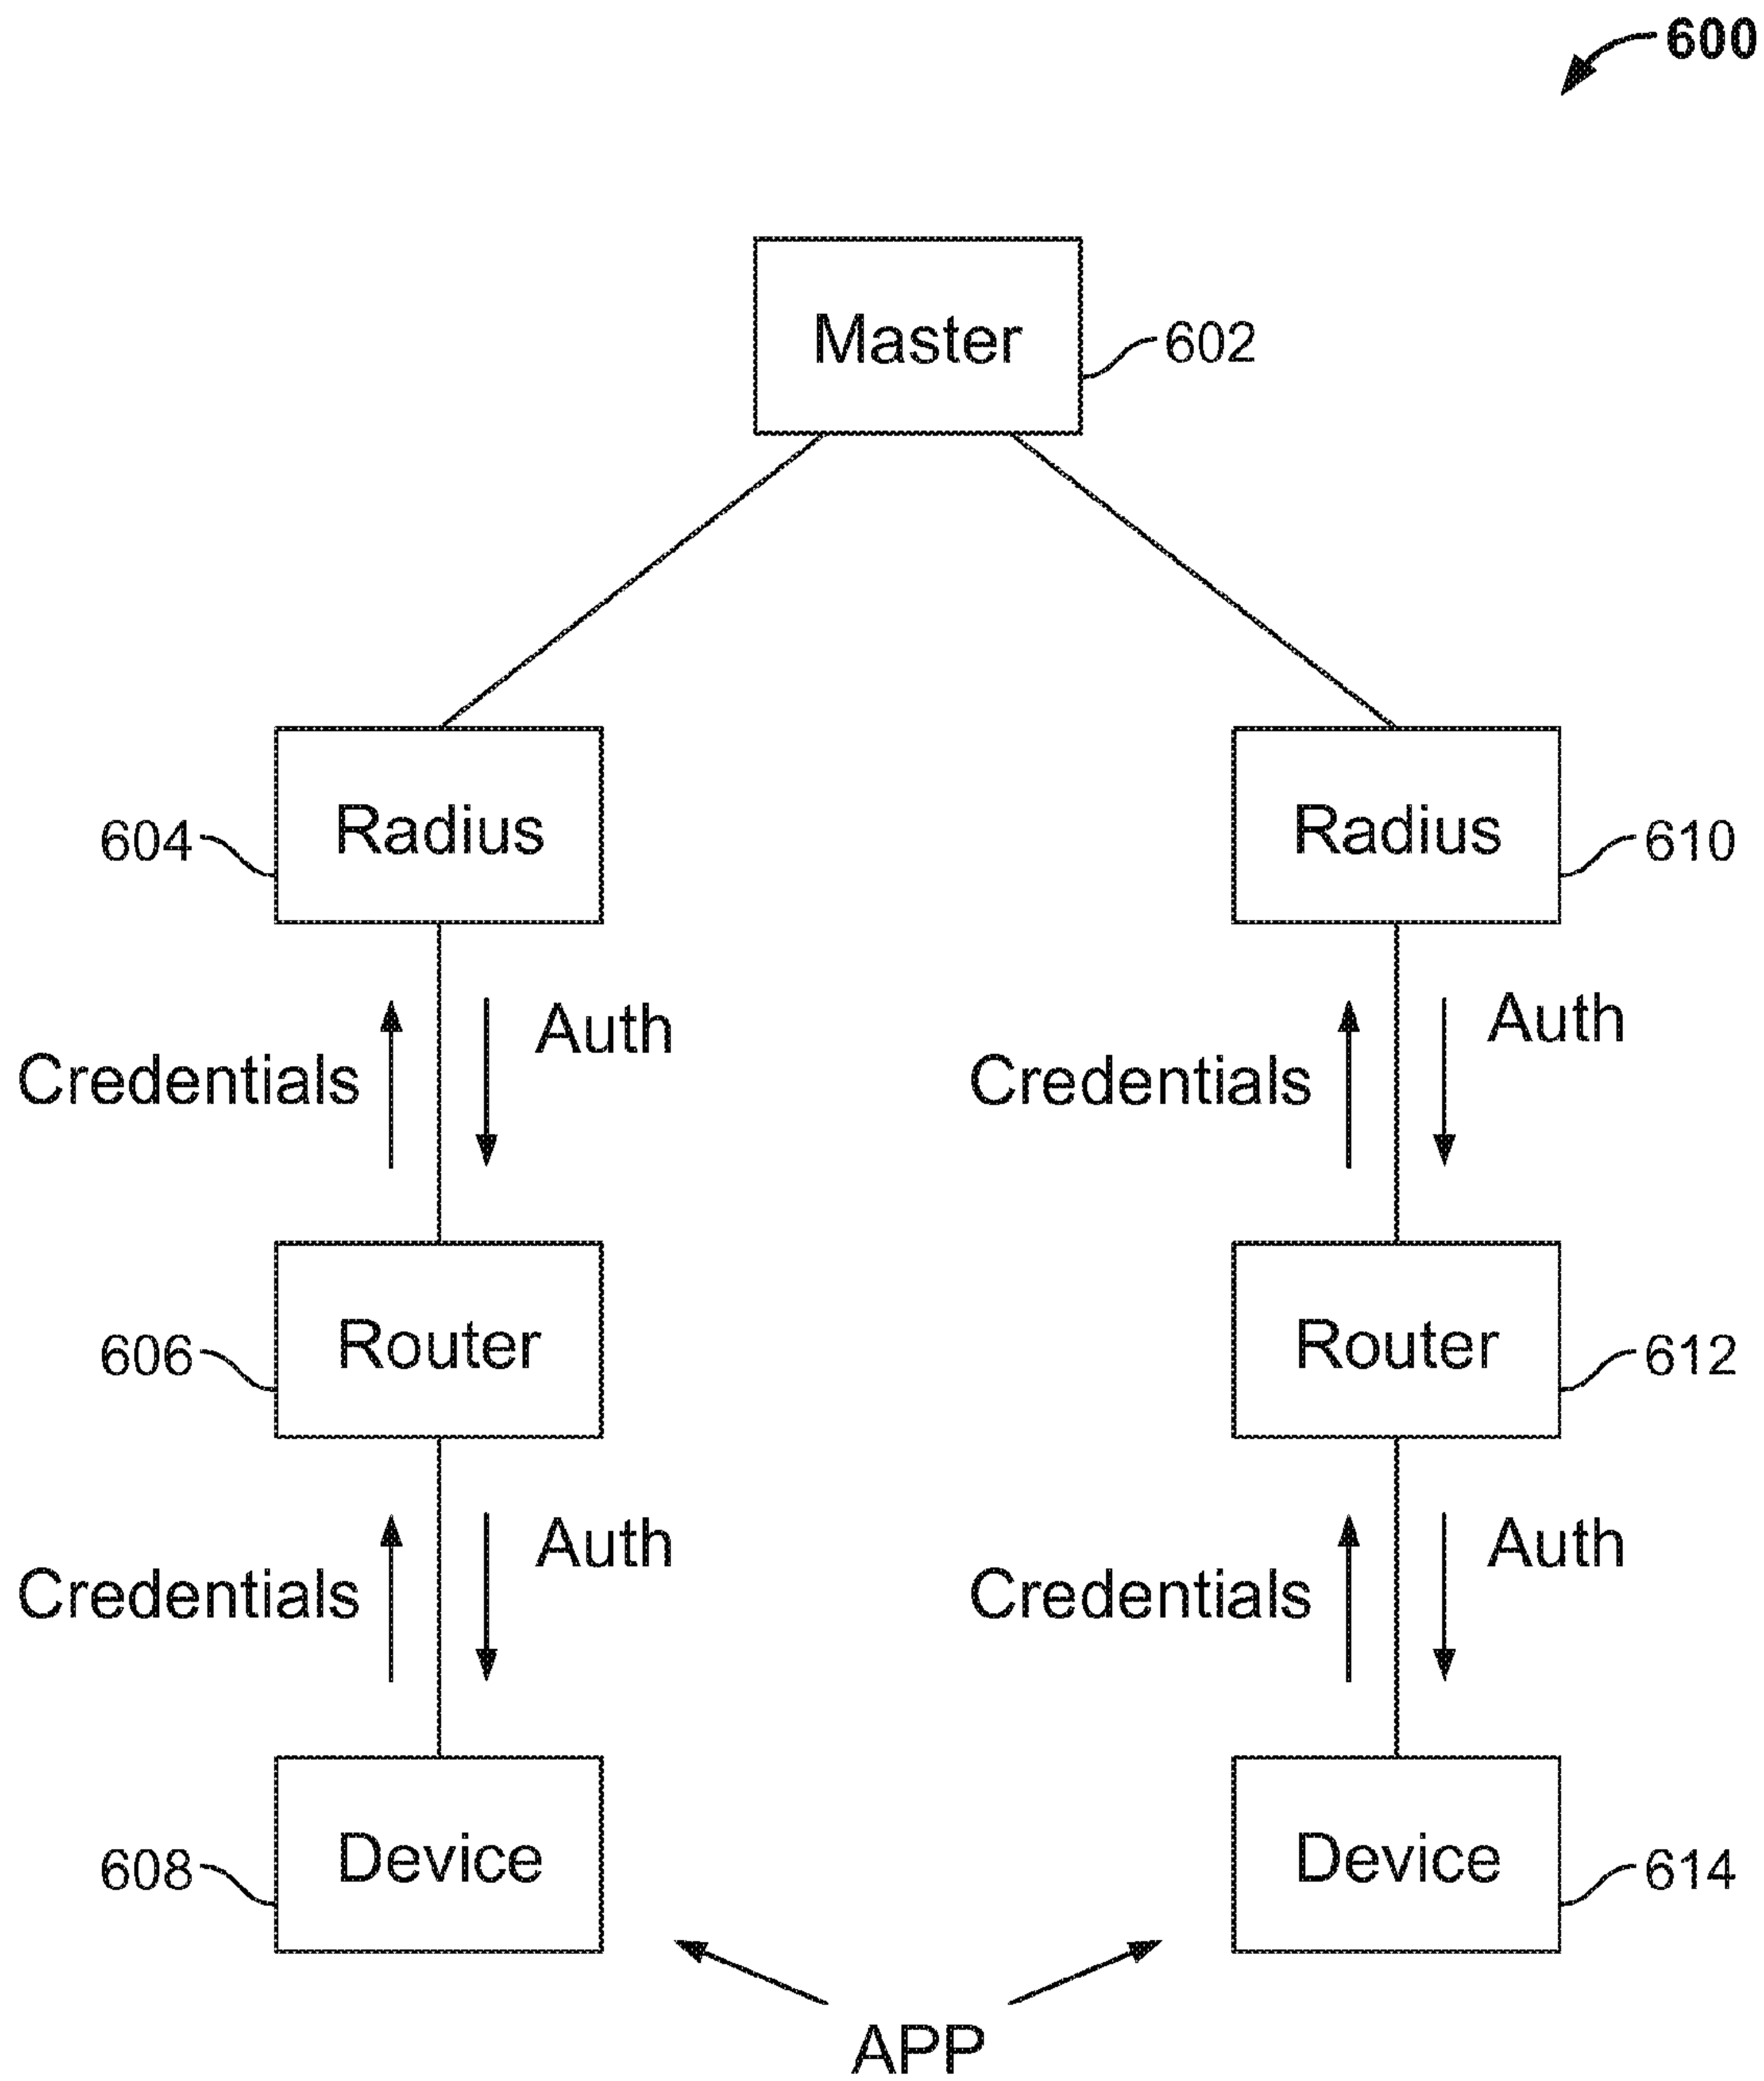 600
Master
602
604
Radius
Radius
610
Credentials
Auth
Credentials
Auth
606
Router
Router
612
Credentials
Auth
Credentials
Auth
608
Device
Device
614
APP